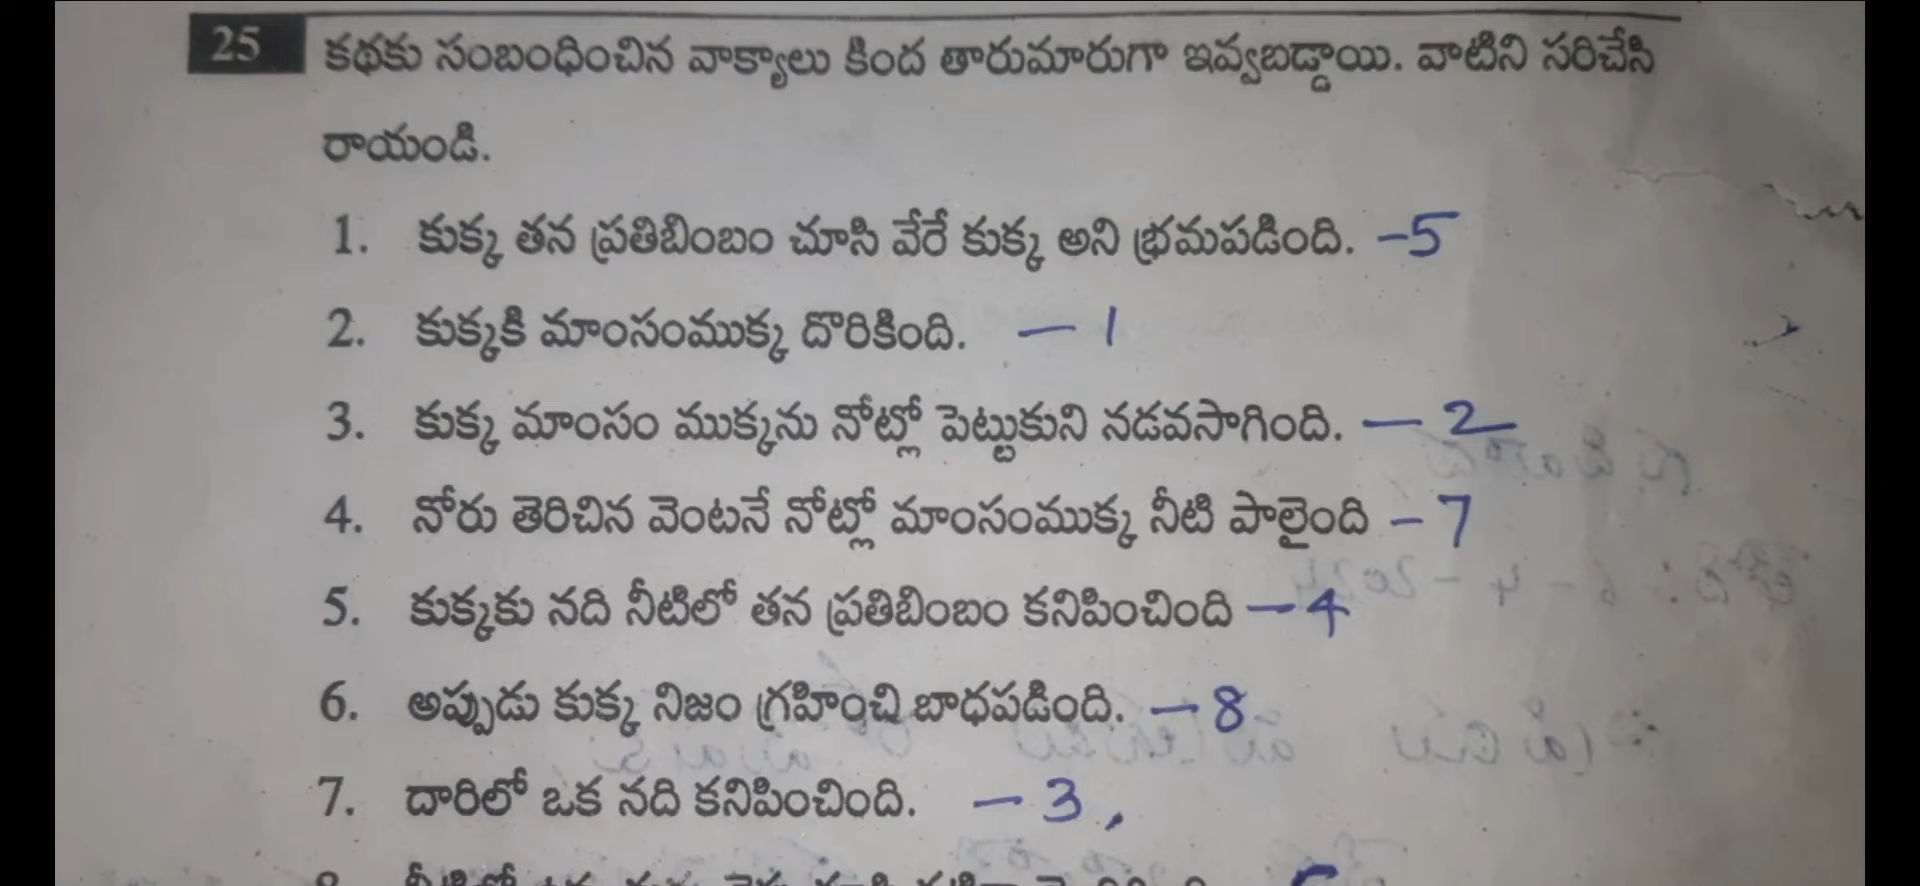 25 కథకు సంబంధించిన వాక్యాలు కింద తారుమారుగా ఇవ్వబడ్డాయి. వాటిని సరిచేసి
రాయండి.
1. కుక్క తన ప్రతిబింబం చూసి వేరే కుక్క అని భ్రమపడింది. -5
2. కుక్కకి మాంసంముక్క దొరికింది. - 1
3. కుక్క మాంసం ముక్కను నోట్లో పెట్టుకుని నడవసాగింది. - 2
4. నోరు తెరిచిన వెంటనే నోట్లో మాంసంముక్క నీటి పాలైంది - 7
5. కుక్కకు నది నీటిలో తన ప్రతిబింబం కనిపించింది - 4
6. అప్పుడు కుక్క నిజం గ్రహించి బాధపడింది. - 8
7. దారిలో ఒక నది కనిపించింది. - 3,